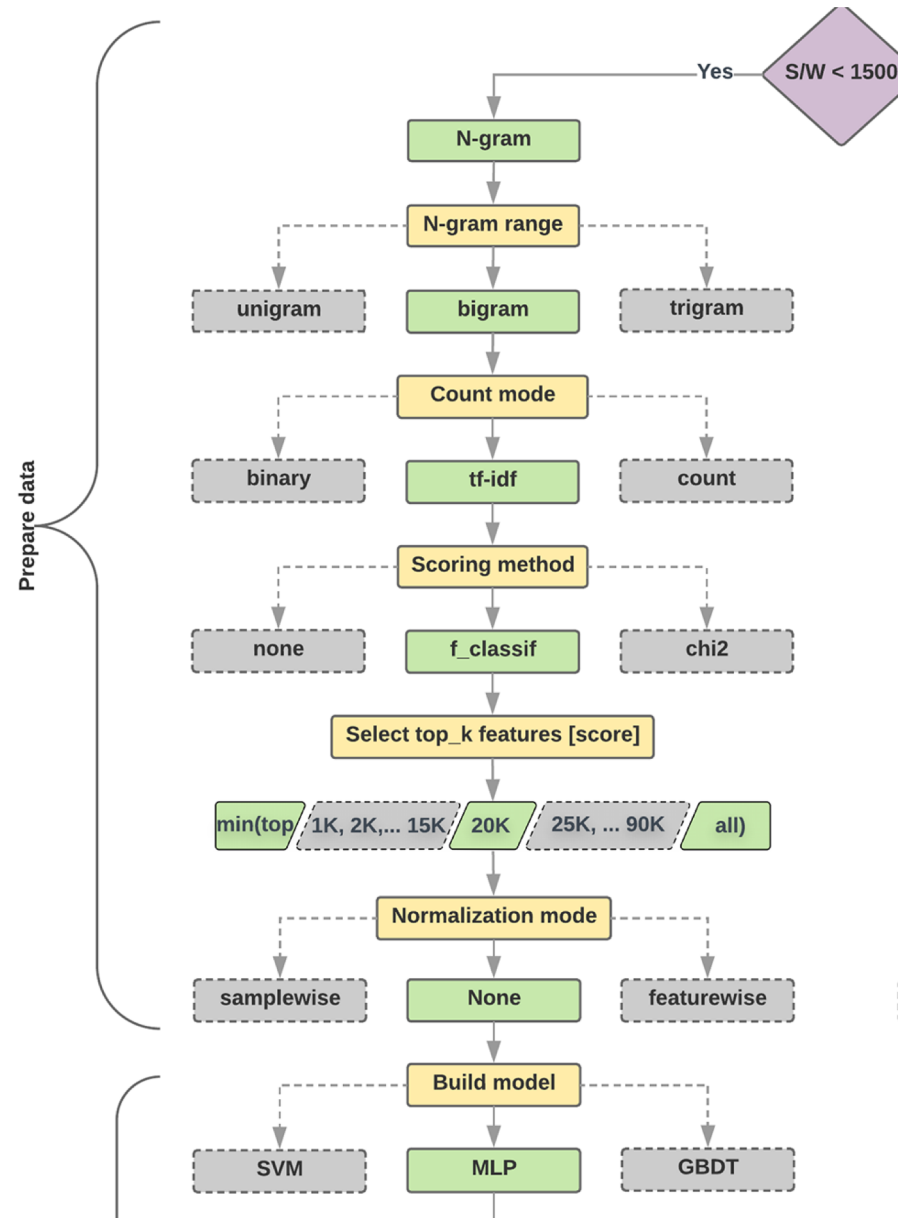 S/W < 1500
Yes
N-gram
N-gram range
unigram
bigram
trigram
Count mode
binary
tf-idf
count
Prepare data
Scoring method
none
f_classif
chi2
Select top_k features [score]
min(top
1K, 2K,... 15K
20K
25K, ... 90K
all)
Normalization mode
samplewise
None
featurewise
Build model
SVM
MLP
GBDT